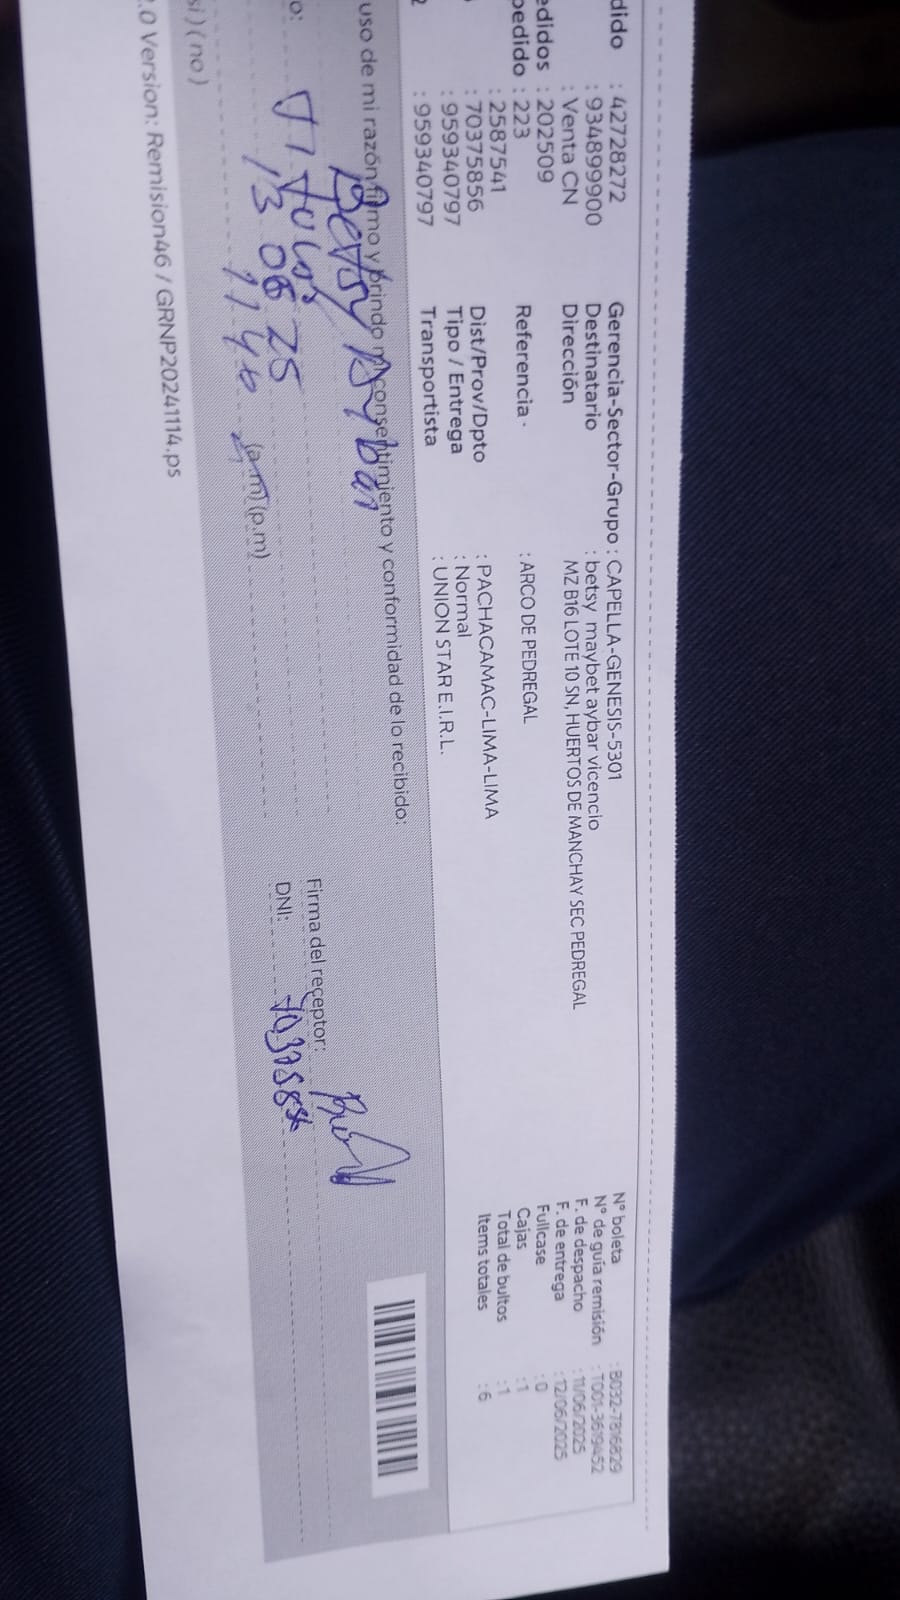 dido : 42728272 Gerencia-Sector-Grupo : CAPELLA-GENESIS-5301 N° boleta : B032-7816829
: 934899900 Destinatario : betsy maybet aybar vicencio N° de guía remisión : T001-3619452
: Venta CN Dirección MZ B16 LOTE 10 SN, HUERTOS DE MANCHAY SEC PEDREGAL F. de despacho : 11/06/2025
edidos : 202509 F. de entrega : 12/06/2025
pedido : 223 Referencia : ARCO DE PEDREGAL Fullcase : 0
: 2587541 Cajas : 1
: 70375856 Dist/Prov/Dpto : PACHACAMAC-LIMA-LIMA Total de bultos : 1
: 959340797 Tipo / Entrega : Normal Items totales : 6
2 : 959340797 Transportista : UNION STAR E.I.R.L.
uso de mi razón firmo y brindo mi consentimiento y conformidad de lo recibido:
Betsy Aybar
Firma del receptor:
o:
13 06 25 DNI:
11 40 (a.m) (p.m)
si ) ( no )
.0 Version: Remision46 / GRNP20241114.ps